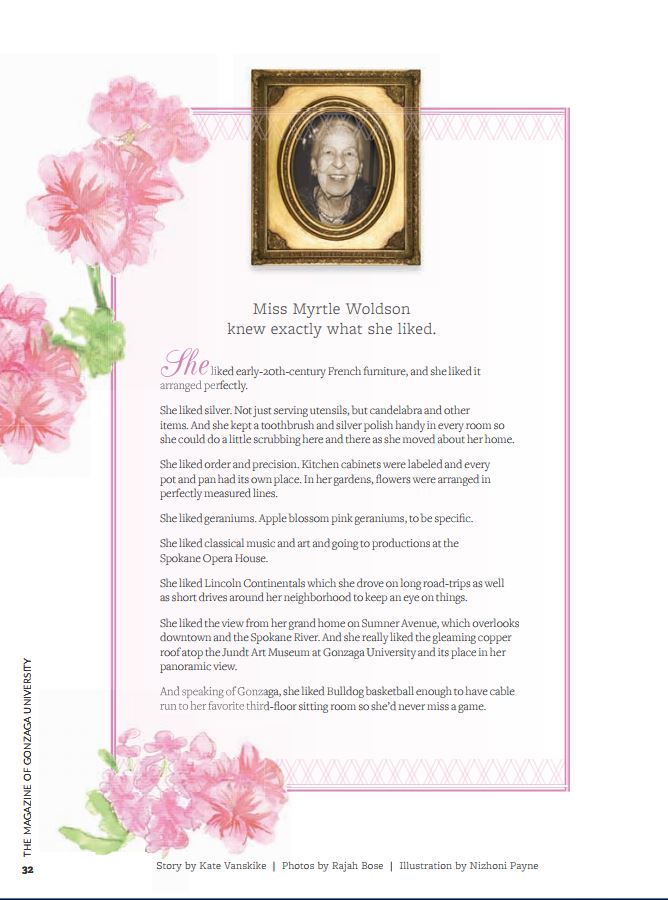 Miss Myrtle Woldson
knew exactly what she liked.
She liked early-20th-century French furniture, and she liked it
arranged perfectly.
She liked silver. Not just serving utensils, but candelabra and other
items. And she kept a toothbrush and silver polish handy in every room so
she could do a little scrubbing here and there as she moved about her home.
She liked order and precision. Kitchen cabinets were labeled and every
pot and pan had its own place. In her gardens, flowers were arranged in
perfectly measured lines.
She liked geraniums. Apple blossom pink geraniums, to be specific.
She liked classical music and art and going to productions at the
Spokane Opera House.
She liked Lincoln Continentals which she drove on long road-trips as well
as short drives around her neighborhood to keep an eye on things.
She liked the view from her grand home on Sumner Avenue, which overlooks
downtown and the Spokane River. And she really liked the gleaming copper
roof atop the Jundt Art Museum at Gonzaga University and its place in her
panoramic view.
And speaking of Gonzaga, she liked Bulldog basketball enough to have cable
run to her favorite third-floor sitting room so she'd never miss a game.
THE MAGAZINE OF GONZAGA UNIVERSITY
32
Story by Kate Vanskike | Photos by Rajah Bose | Illustration by Nizhoni Payne